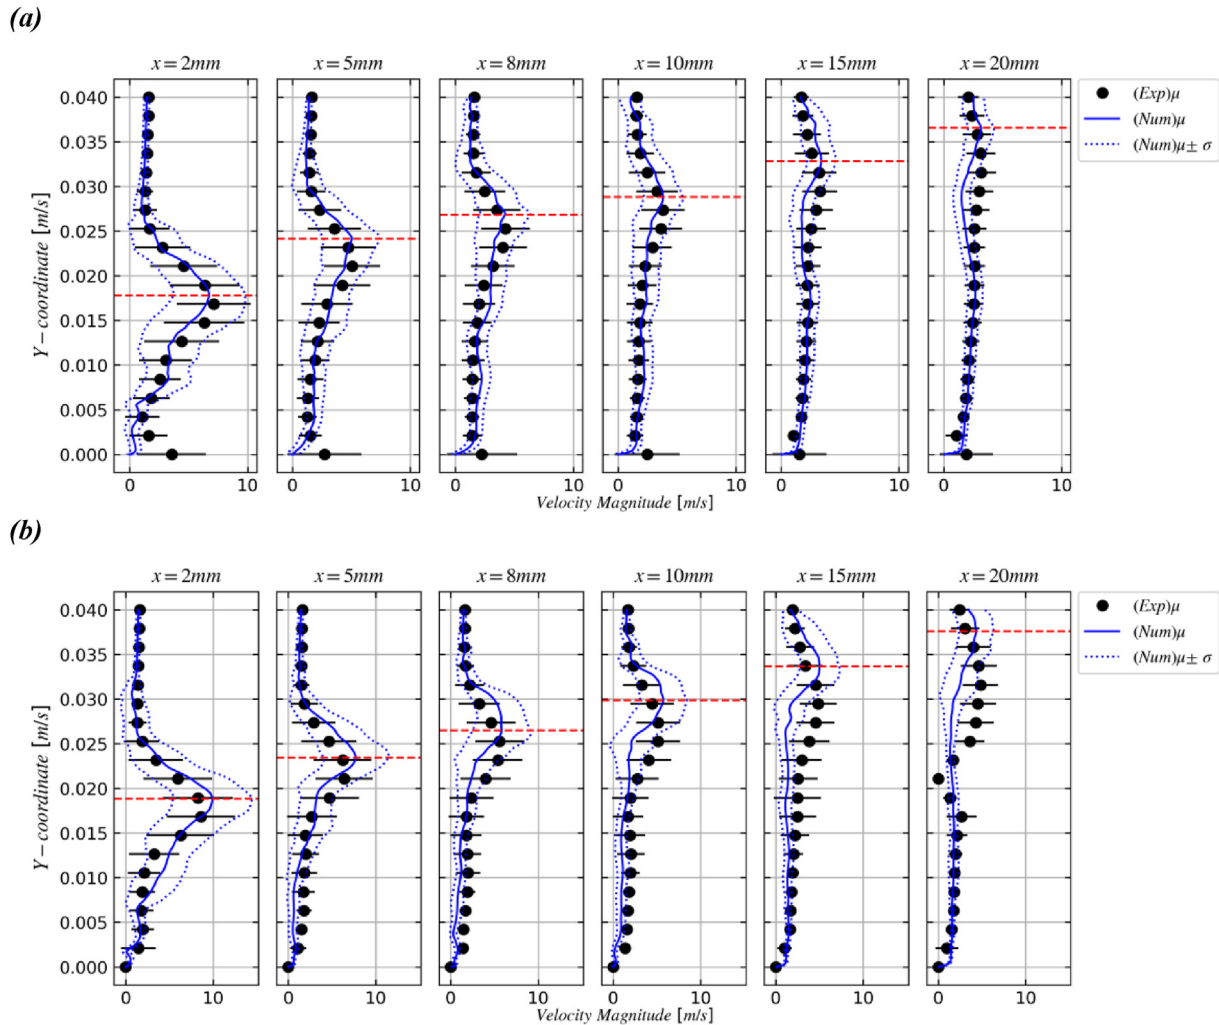 (a)
x = 2mm x = 5mm x = 8mm x = 10mm x = 15mm x = 20mm
0.040
0.035
0.030
0.025
0.020
0.015
0.010
0.005
0.000
Y − coordinate [m/s]
0 10 0 10 0 10 0 10 0 10 0 10
Velocity Magnitude [m/s]
(Exp)μ
(Num)μ
(Num)μ± σ
(b)
x = 2mm x = 5mm x = 8mm x = 10mm x = 15mm x = 20mm
0.040
0.035
0.030
0.025
0.020
0.015
0.010
0.005
0.000
Y − coordinate [m/s]
0 10 0 10 0 10 0 10 0 10 0 10
Velocity Magnitude [m/s]
(Exp)μ
(Num)μ
(Num)μ± σ